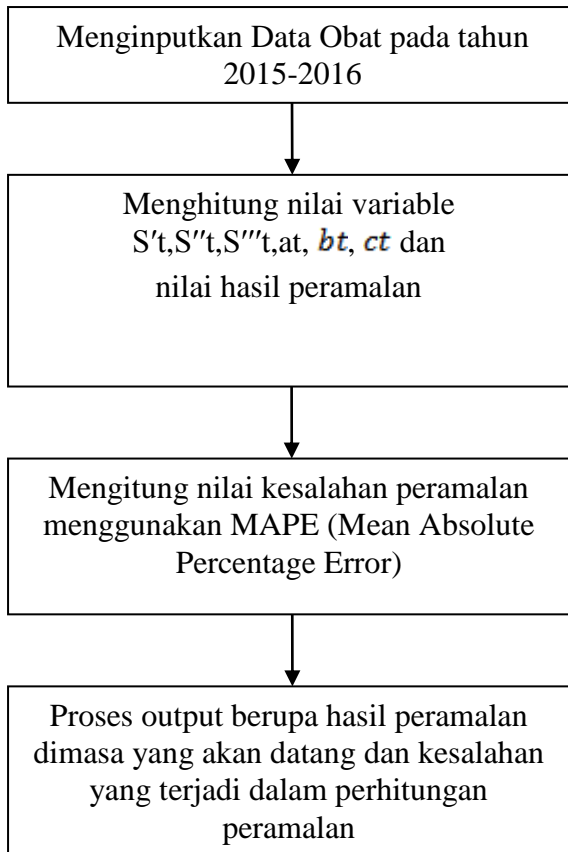 Menginputkan Data Obat pada tahun
2015-2016
Menghitung nilai variable
S't,S''t,S'''t,at, bt, ct dan
nilai hasil peramalan
Mengitung nilai kesalahan peramalan
menggunakan MAPE (Mean Absolute
Percentage Error)
Proses output berupa hasil peramalan
dimasa yang akan datang dan kesalahan
yang terjadi dalam perhitungan
peramalan